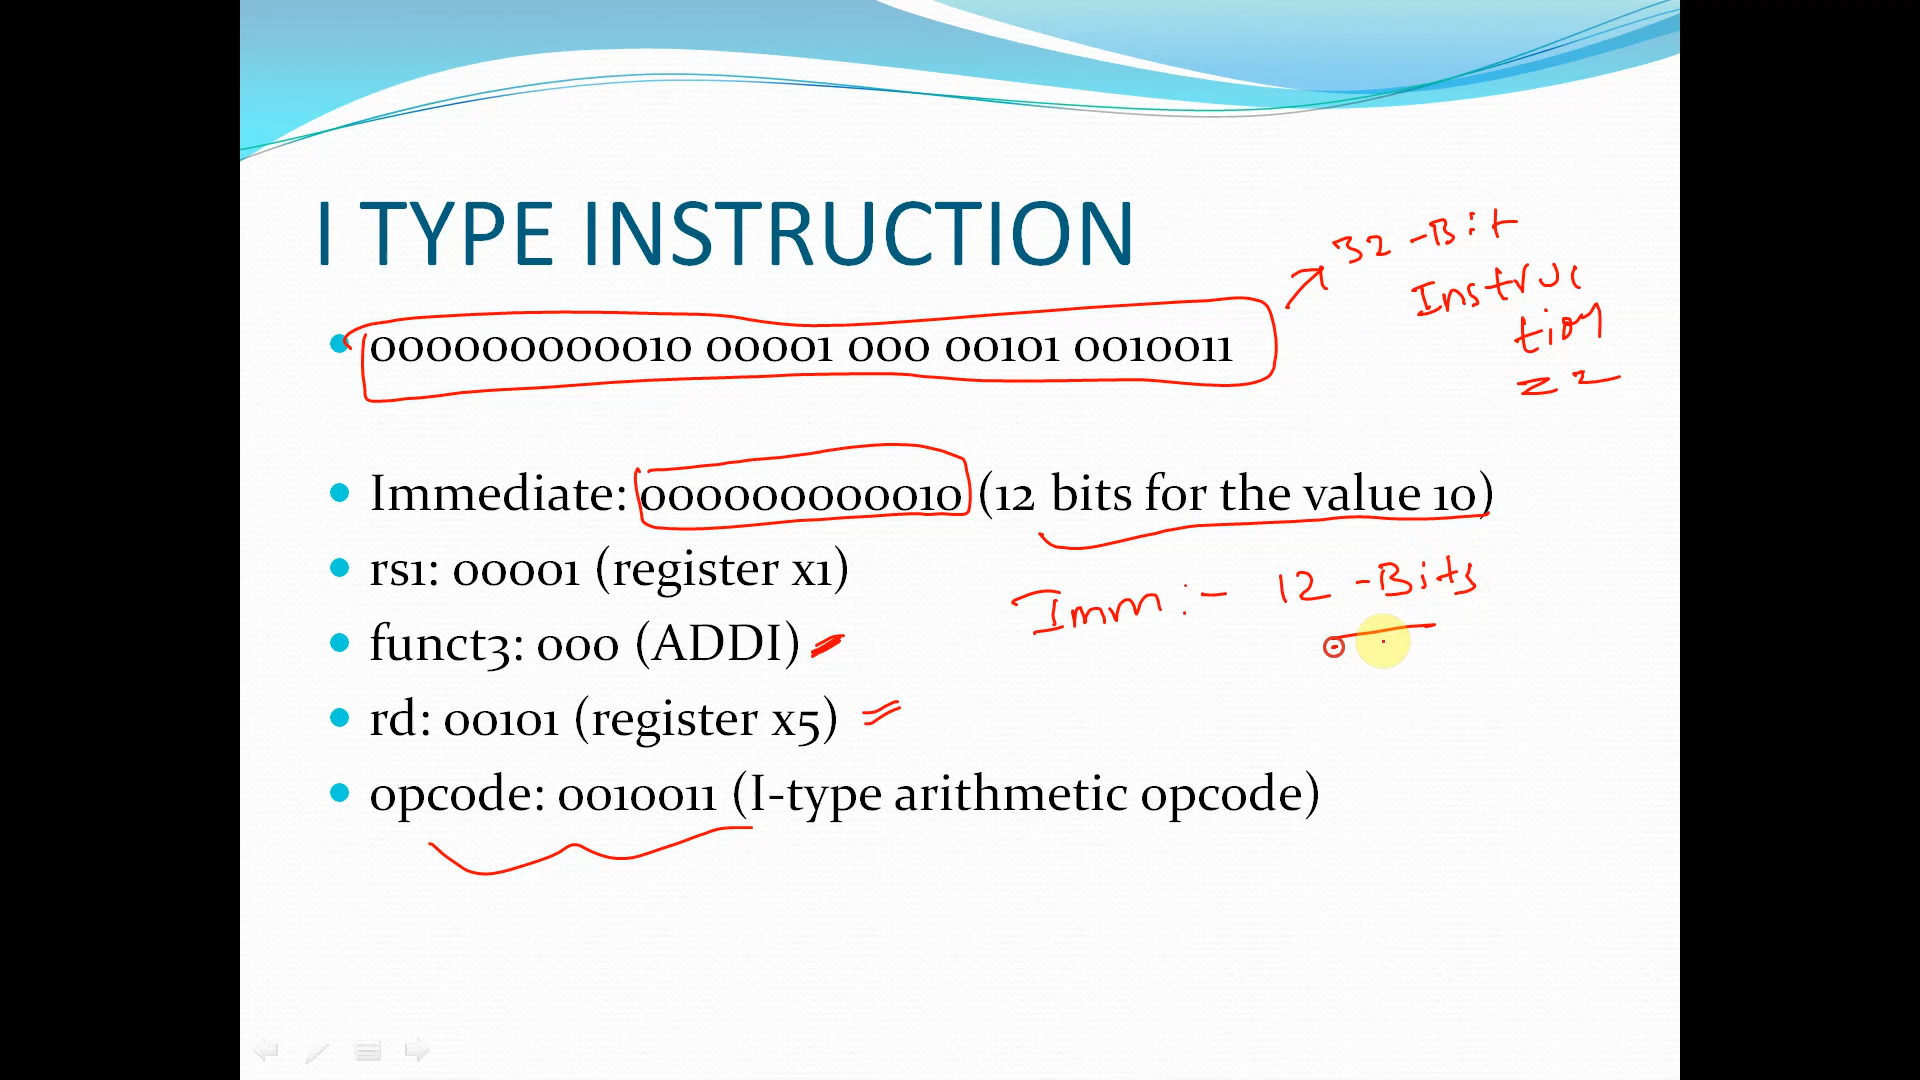 I TYPE INSTRUCTION
32 -Bit
Instruc
tion
000000000010 00001 000 00101 0010011
Immediate: 000000000010 (12 bits for the value 10)
rs1: 00001 (register x1)
Imm :- 12 -Bits
funct3: 000 (ADDI)
rd: 00101 (register x5)
opcode: 0010011 (I-type arithmetic opcode)